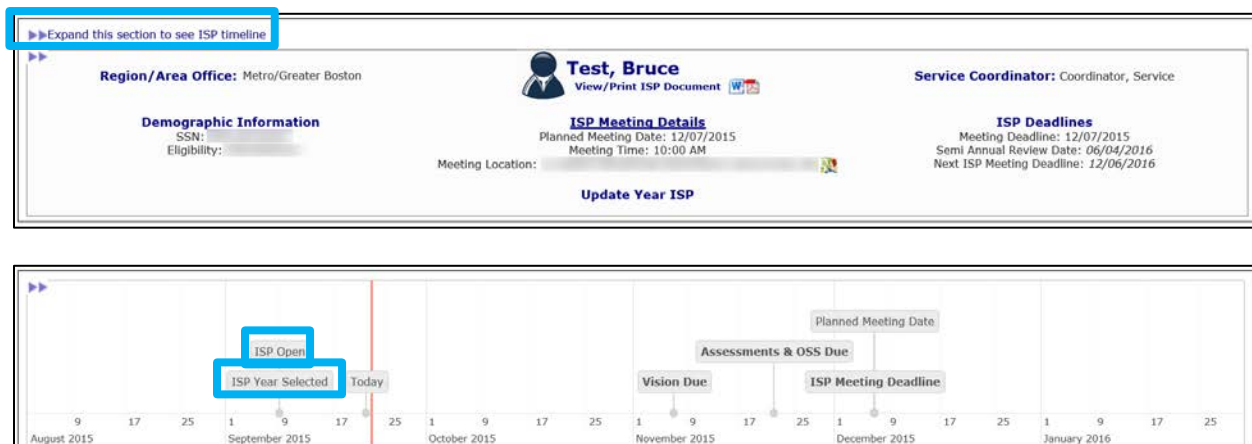 Expand this section to see ISP timeline
Region/Area Office: Metro/Greater Boston
Test, Bruce
View/Print ISP Document
Service Coordinator: Coordinator, Service
Demographic Information
SSN:
Eligibility:
ISP Meeting Details
Planned Meeting Date: 12/07/2015
Meeting Time: 10:00 AM
Meeting Location:
Update Year ISP
ISP Deadlines
Meeting Deadline: 12/07/2015
Semi Annual Review Date: 06/04/2016
Next ISP Meeting Deadline: 12/06/2016
Planned Meeting Date
ISP Open
Assessments & OSS Due
ISP Year Selected
Today
Vision Due
ISP Meeting Deadline
9 17 25 1 9 17 25 1 9 17 25 1 9 17 25 1 9 17 25 1 9 17 25
August 2015 September 2015 October 2015 November 2015 December 2015 January 2016